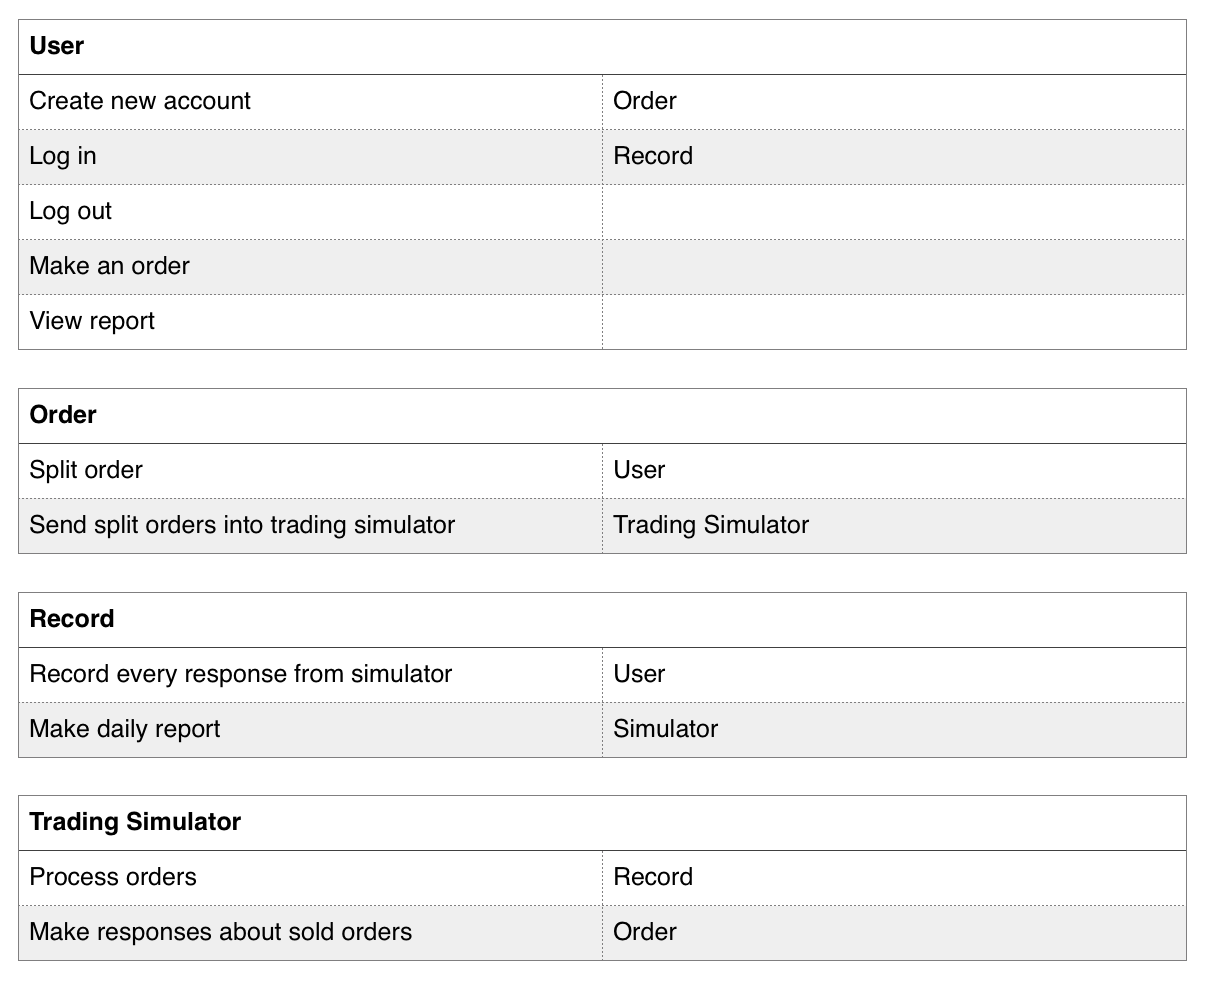 User
Create new account Order
Log in Record
Log out
Make an order
View report
Order
Split order User
Send split orders into trading simulator Trading Simulator
Record
Record every response from simulator User
Make daily report Simulator
Trading Simulator
Process orders Record
Make responses about sold orders Order